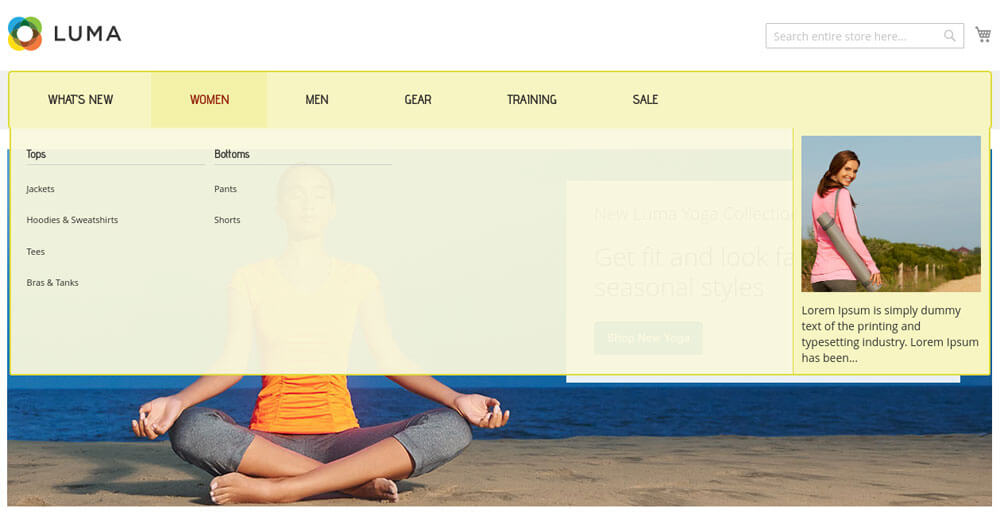 LUMA
Search entire store here...
WHAT'S NEW
WOMEN
MEN
GEAR
TRAINING
SALE
Tops
Jackets
Hoodies & Sweatshirts
Tees
Bras & Tanks
Bottoms
Pants
Shorts
New Luma Yoga Collection
Get fit and look fa
seasonal styles
Shop New Yoga
Lorem Ipsum is simply dummy
text of the printing and
typesetting industry. Lorem Ipsum
has been...